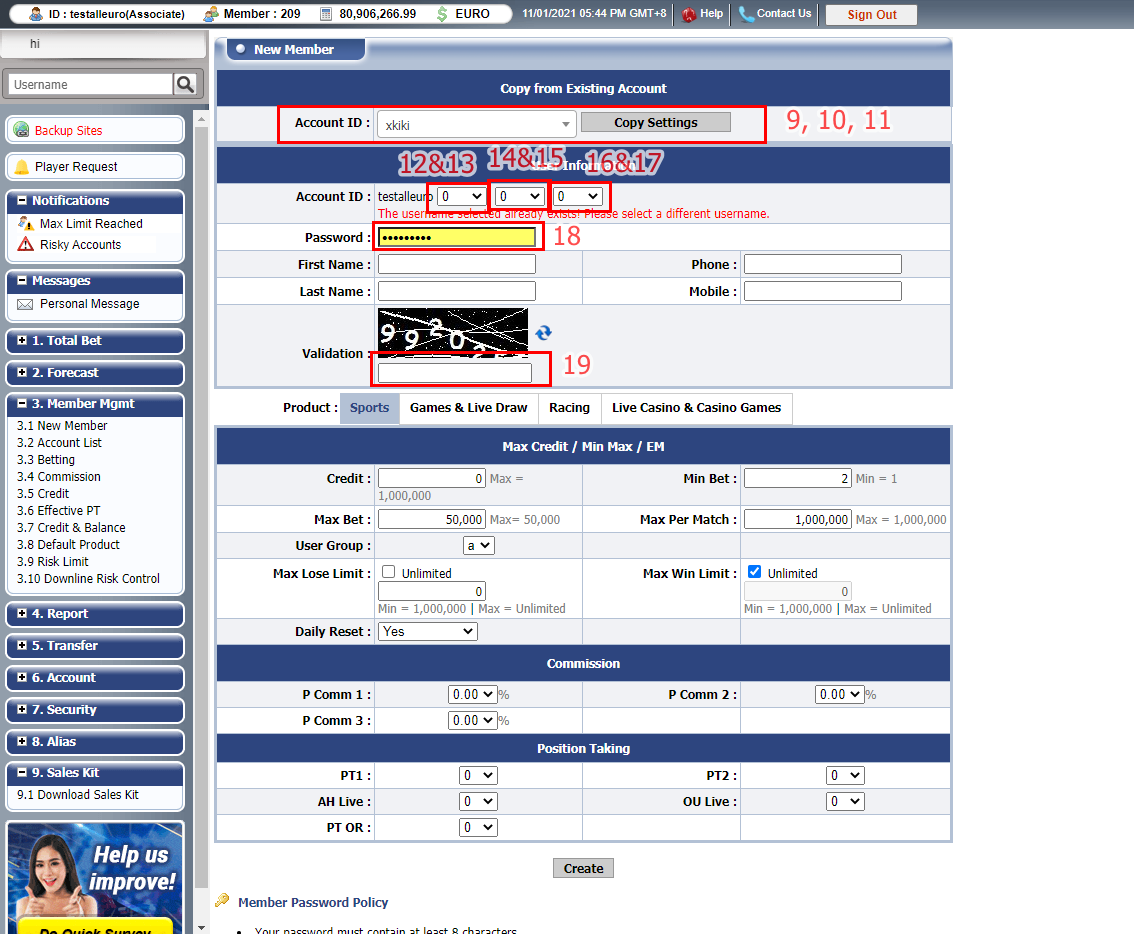 ID : testalleuro(Associate) Member : 209 80,906,266.99 $ EURO 11/01/2021 05:44 PM GMT+8 Help Contact Us Sign Out
hi
Username
Backup Sites
Player Request
Notifications
Max Limit Reached
Risky Accounts
Messages
Personal Message
1. Total Bet
2. Forecast
3. Member Mgmt
3.1 New Member
3.2 Account List
3.3 Betting
3.4 Commission
3.5 Credit
3.6 Effective PT
3.7 Credit & Balance
3.8 Default Product
3.9 Risk Limit
3.10 Downline Risk Control
4. Report
5. Transfer
6. Account
7. Security
8. Alias
9. Sales Kit
9.1 Download Sales Kit
Help us
improve!
Do Quick Survey
New Member
Copy from Existing Account
Account ID : xkiki Copy Settings 9, 10, 11
12&13 14&15 16&17
Information
Account ID : testalleuro 0 0 0
The username selected already exists! Please select a different username.
Password : ••••••••• 18
First Name : Phone :
Last Name : Mobile :
Validation : 19
Product : Sports Games & Live Draw Racing Live Casino & Casino Games
Max Credit / Min Max / EM
Credit : 0 Max = Min Bet : 2 Min = 1
1,000,000
Max Bet : 50,000 Max= 50,000 Max Per Match : 1,000,000 Max = 1,000,000
User Group : a
Max Lose Limit : Unlimited Max Win Limit : Unlimited
0 0
Min = 1,000,000 | Max = Unlimited Min = 1,000,000 | Max = Unlimited
Daily Reset : Yes
Commission
P Comm 1 : 0.00 % P Comm 2 : 0.00 %
P Comm 3 : 0.00 %
Position Taking
PT1 : 0 PT2 : 0
AH Live : 0 OU Live : 0
PT OR : 0
Create
Member Password Policy
• Your password must contain at least 8 characters